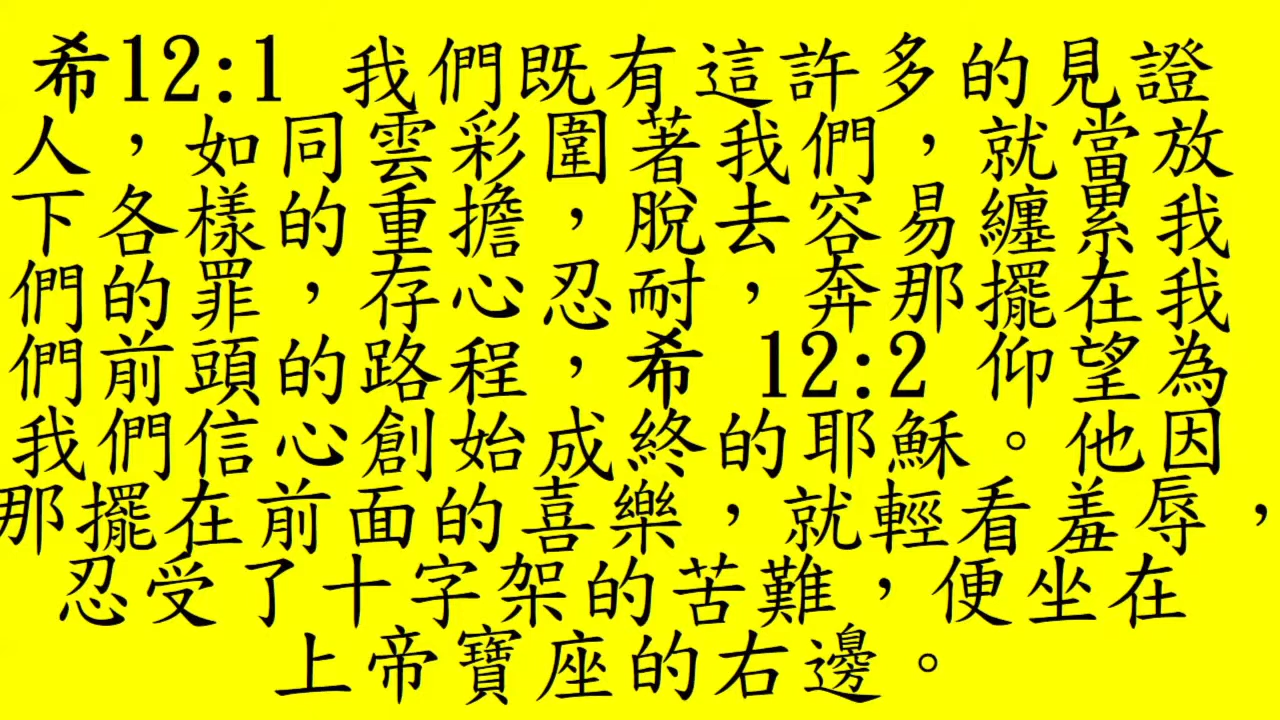 希12:1 我們既有這許多的見證
人，如同雲彩圍著我們，就當放
下各樣的重擔，脫去容易纏累我
們的罪，存心忍耐，奔那擺在我
們前頭的路程，希 12:2 仰望為
我們信心創始成終的耶穌。他因
那擺在前面的喜樂，就輕看羞辱，
忍受了十字架的苦難，便坐在
上帝寶座的右邊。